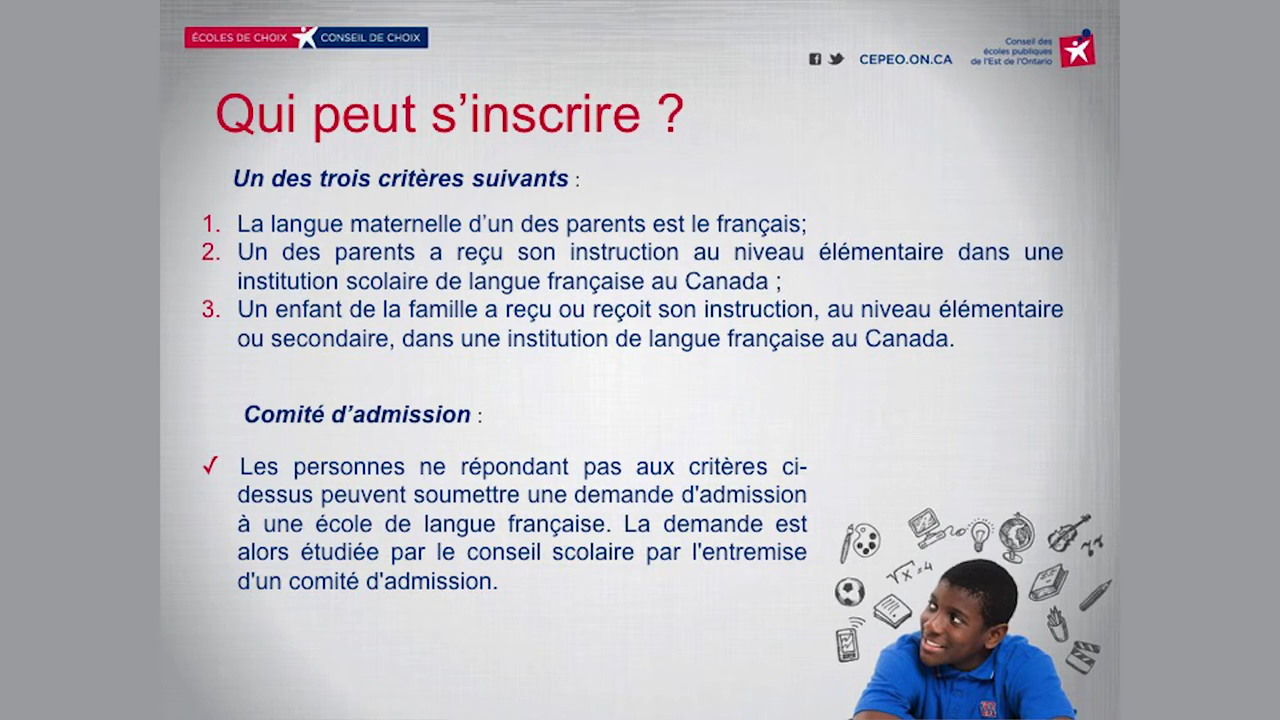 ÉCOLES DE CHOIX CONSEIL DE CHOIX
CEPEO.ON.CA
Conseil des
écoles publiques
de l'Est de l'Ontario
Qui peut s’inscrire ?
Un des trois critères suivants :
1. La langue maternelle d’un des parents est le français;
2. Un des parents a reçu son instruction au niveau élémentaire dans une
institution scolaire de langue française au Canada ;
3. Un enfant de la famille a reçu ou reçoit son instruction, au niveau élémentaire
ou secondaire, dans une institution de langue française au Canada.
Comité d’admission :
✓ Les personnes ne répondant pas aux critères ci-
dessus peuvent soumettre une demande d'admission
à une école de langue française. La demande est
alors étudiée par le conseil scolaire par l'entremise
d'un comité d'admission.
√x=4